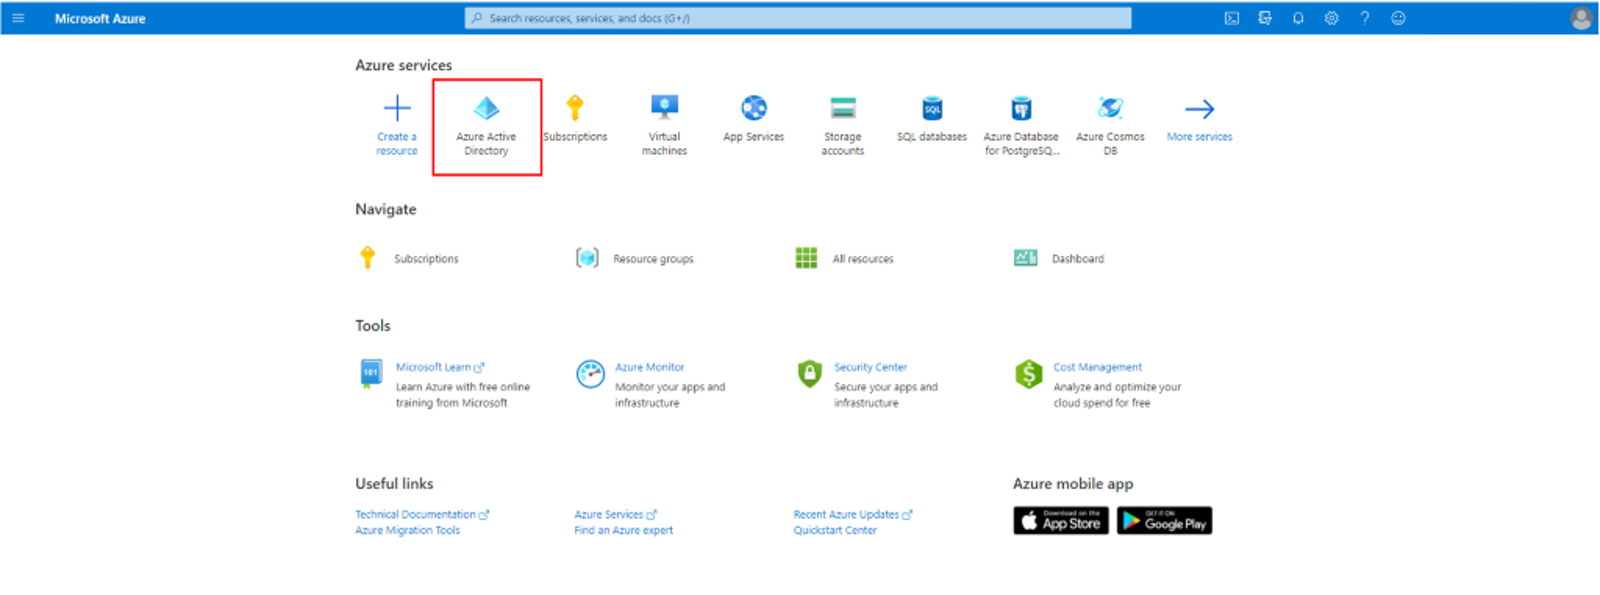 Microsoft Azure
Search resources, services, and docs (G+/)
Azure services
Create a
resource
Azure Active
Directory
Subscriptions
Virtual
machines
App Services
Storage
accounts
SQL
SQL databases
Azure Database
for PostgreSQ...
Azure Cosmos
DB
More services
Navigate
Subscriptions
Resource groups
All resources
Dashboard
Tools
101
Microsoft Learn
Learn Azure with free online
training from Microsoft
Azure Monitor
Monitor your apps and
infrastructure
Security Center
Secure your apps and
infrastructure
$
Cost Management
Analyze and optimize your
cloud spend for free
Useful links
Technical Documentation
Azure Migration Tools
Azure Services
Find an Azure expert
Recent Azure Updates
Quickstart Center
Azure mobile app
Download on the
App Store
GET IT ON
Google Play